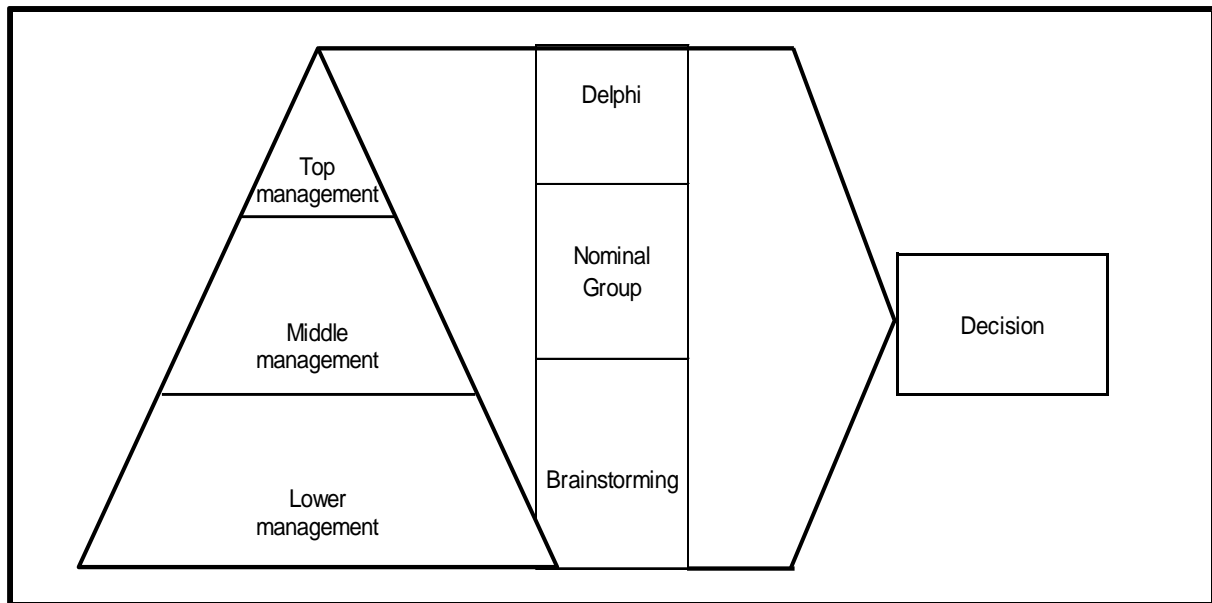 Top
management
Middle
management
Lower
management
Delphi
Nominal
Group
Brainstorming
Decision